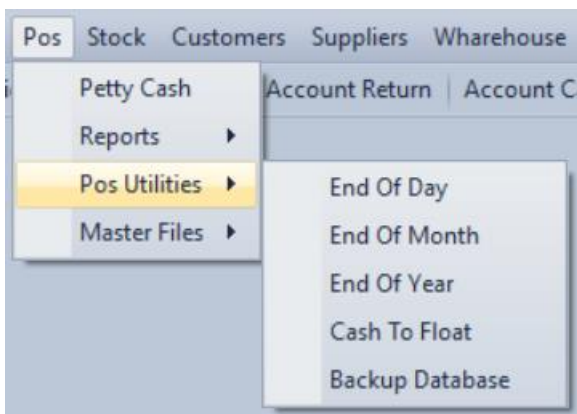 Pos Stock Customers Suppliers Wharehouse
Petty Cash Account Return | Account C
Reports
Pos Utilities End Of Day
Master Files End Of Month
End Of Year
Cash To Float
Backup Database